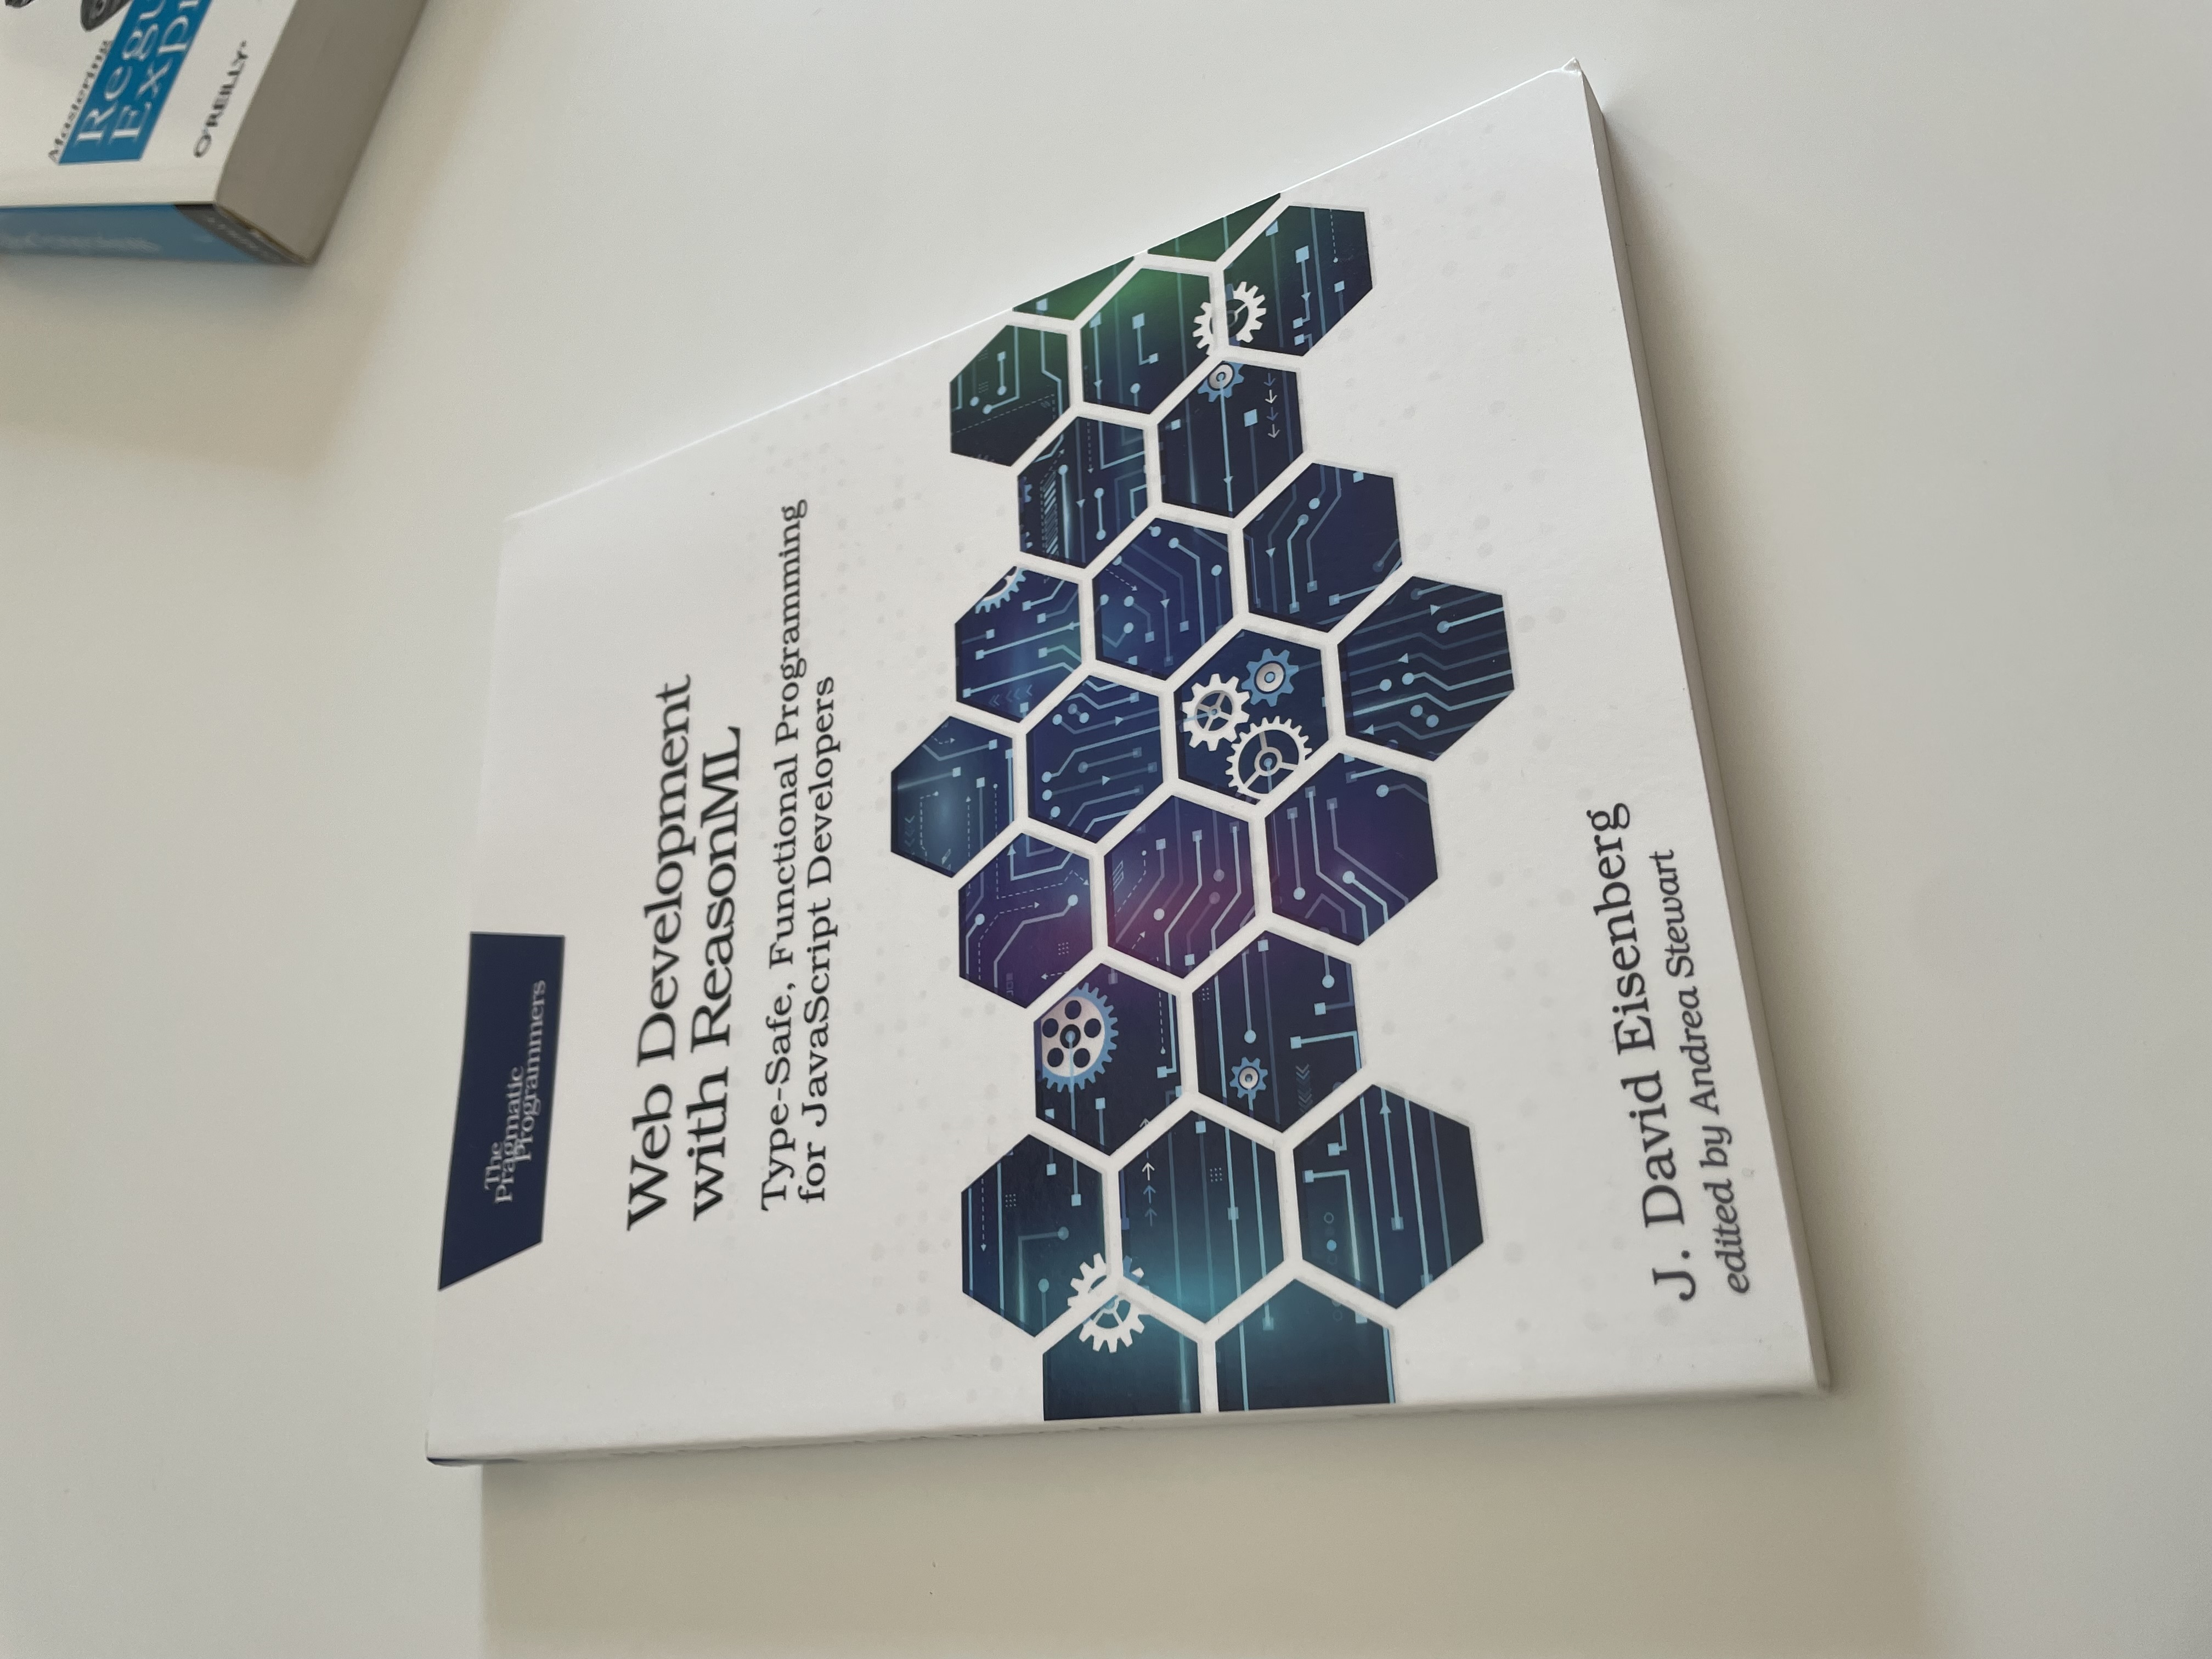 The
Pragmatic
Programmers
Web Development
with ReasonML
Type-Safe, Functional Programming
for JavaScript Developers
J. David Eisenberg
edited by Andrea Stewart
Mastering
O'REILLY®